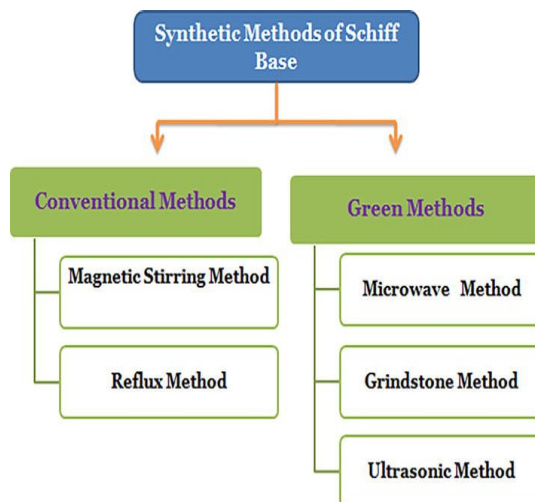 Synthetic Methods of Schiff
Base
Conventional Methods
Magnetic Stirring Method
Reflux Method
Green Methods
Microwave Method
Grindstone Method
Ultrasonic Method